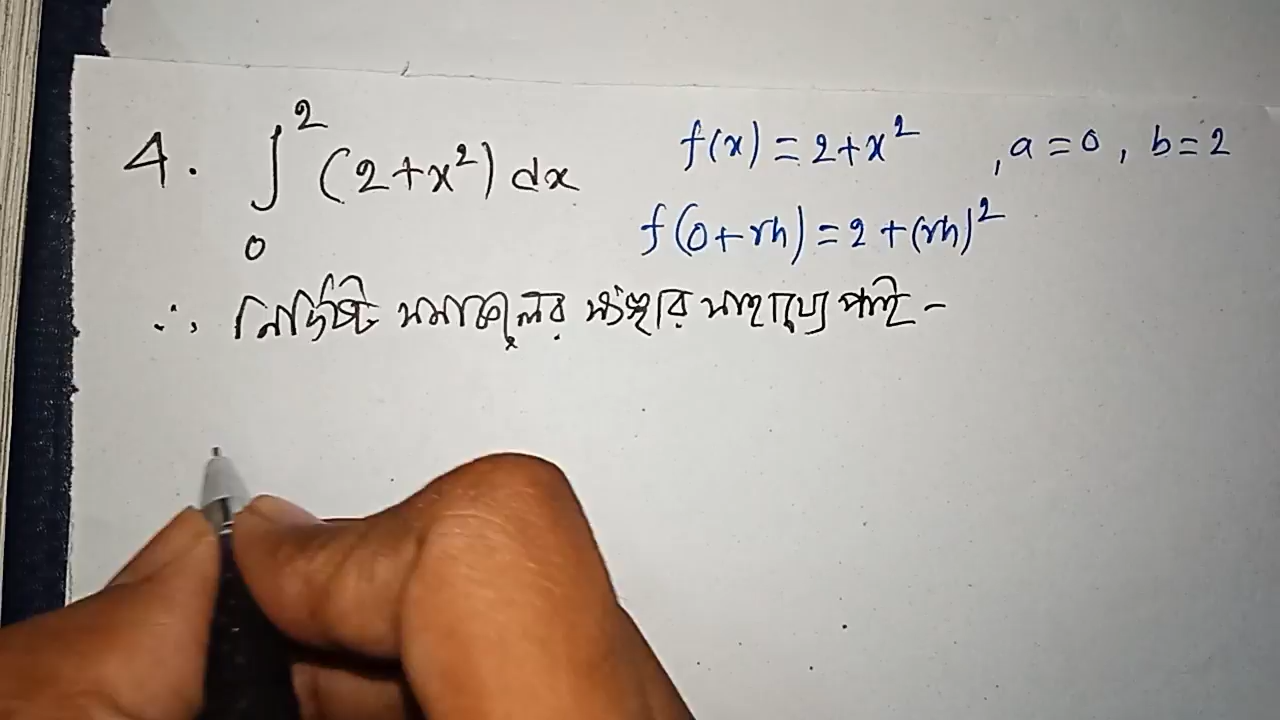 4. ∫₀² (2+x²) dx
f(x) = 2+x² , a=0, b=2
f(0+rh) = 2+(rh)²
∴ নির্দিষ্ট সমাকলের সংজ্ঞার সাহায্যে পাই -